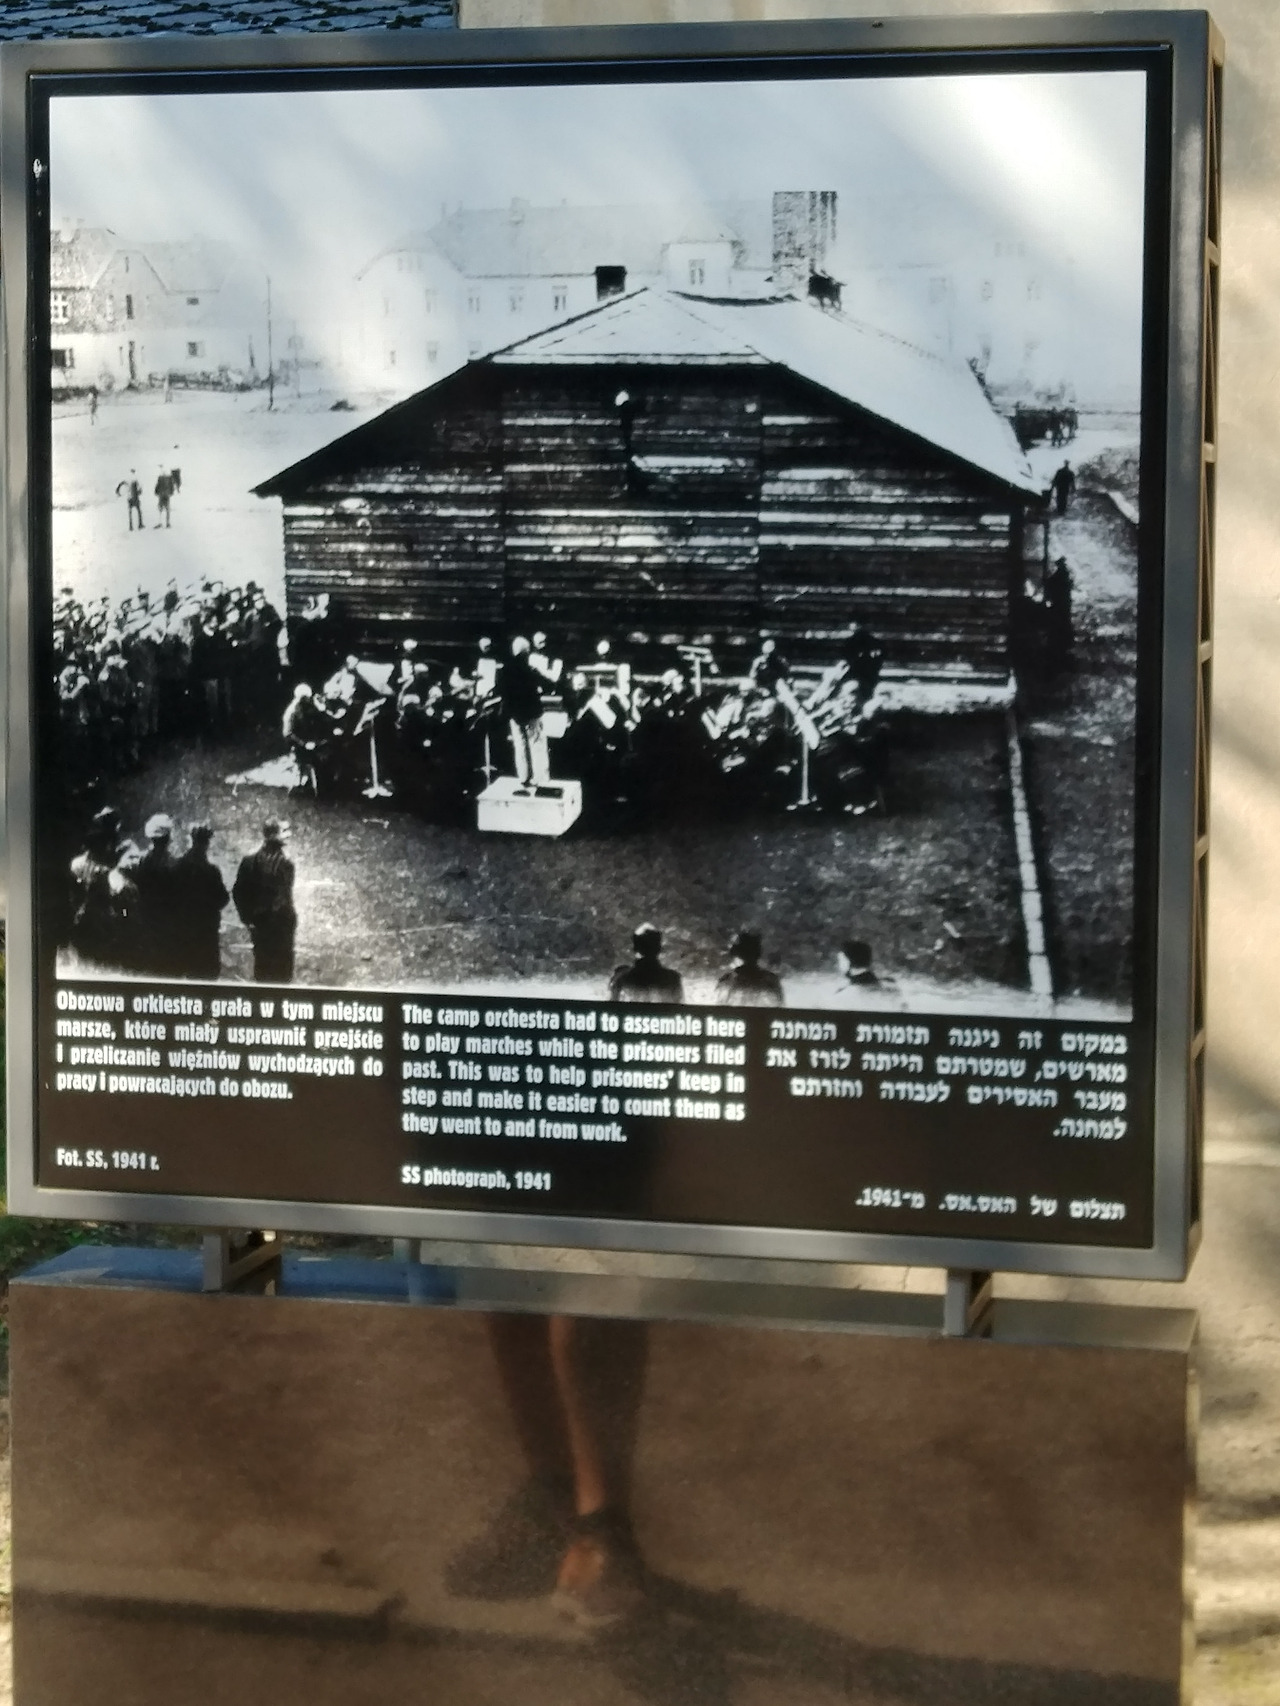 Obozowa orkiestra grała w tym miejscu
marsze, które miały usprawnić przejście
i przeliczanie więźniów wychodzących do
pracy i powracających do obozu.
Fot. SS, 1941 r.
The camp orchestra had to assemble here
to play marches while the prisoners filed
past. This was to help prisoners' keep in
step and make it easier to count them as
they went to and from work.
SS photograph, 1941
במקום זה ניגנה תזמורת המחנה
מארשים, שמטרתם הייתה לזרז את
מעבר האסירים לעבודה וחזרתם
למחנה.
תצלום של האס.אס. מ־1941.